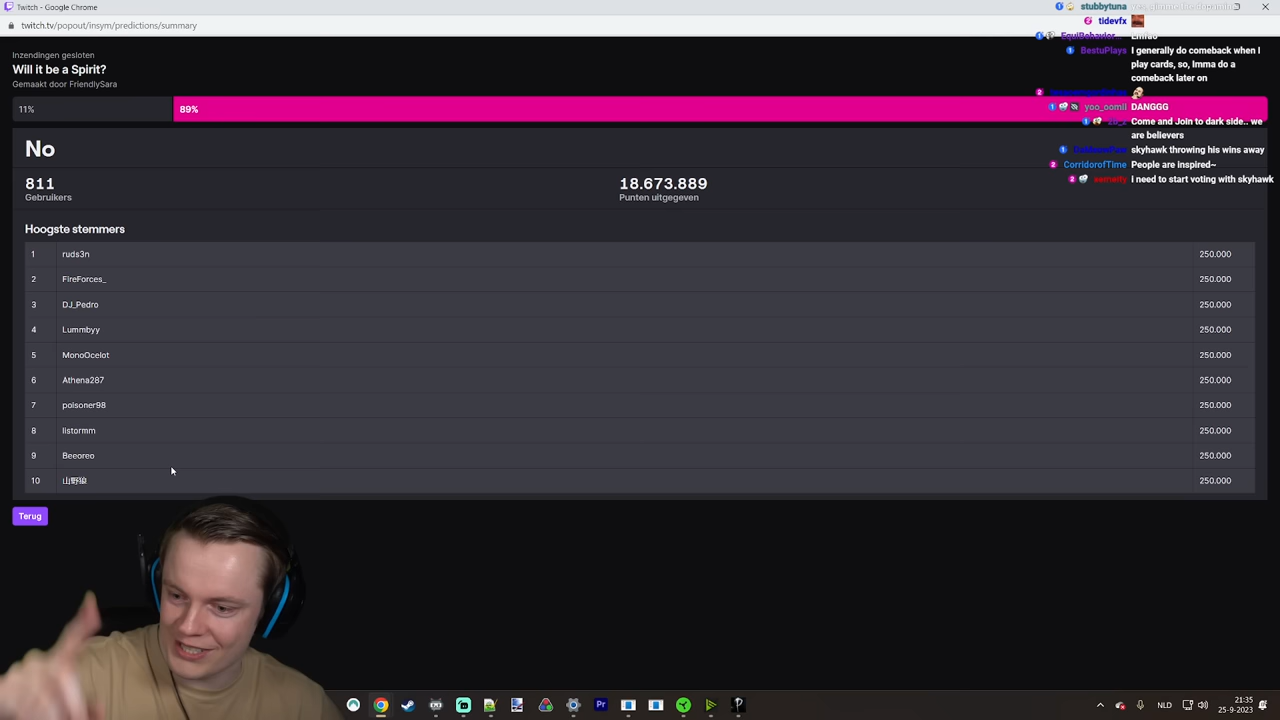 Twitch - Google Chrome
twitch.tv/popout/insym/predictions/summary
Inzendingen gesloten
Will it be a Spirit?
Gemaakt door FriendlySara
11%
89%
No
811
Gebruikers
18.673.889
Punten uitgegeven
Hoogste stemmers
1 ruds3n 250.000
2 FireForces_ 250.000
3 DJ_Pedro 250.000
4 Lummbyy 250.000
5 MonoOcelot 250.000
6 Athena287 250.000
7 poisoner98 250.000
8 listormm 250.000
9 Beeoreo 250.000
10 山野狼 250.000
Terug
stubbytuna
tidevfx
EquiBehavior...
BestuPlays I generally do comeback when I
play cards, so, Imma do a
comeback later on
yoo_oomii DANGGG
Come and Join to dark side.. we
are believers
skyhawk throwing his wins away
CorridorofTime People are inspired~
i need to start voting with skyhawk
Pr
NLD
21:35
25-9-2023